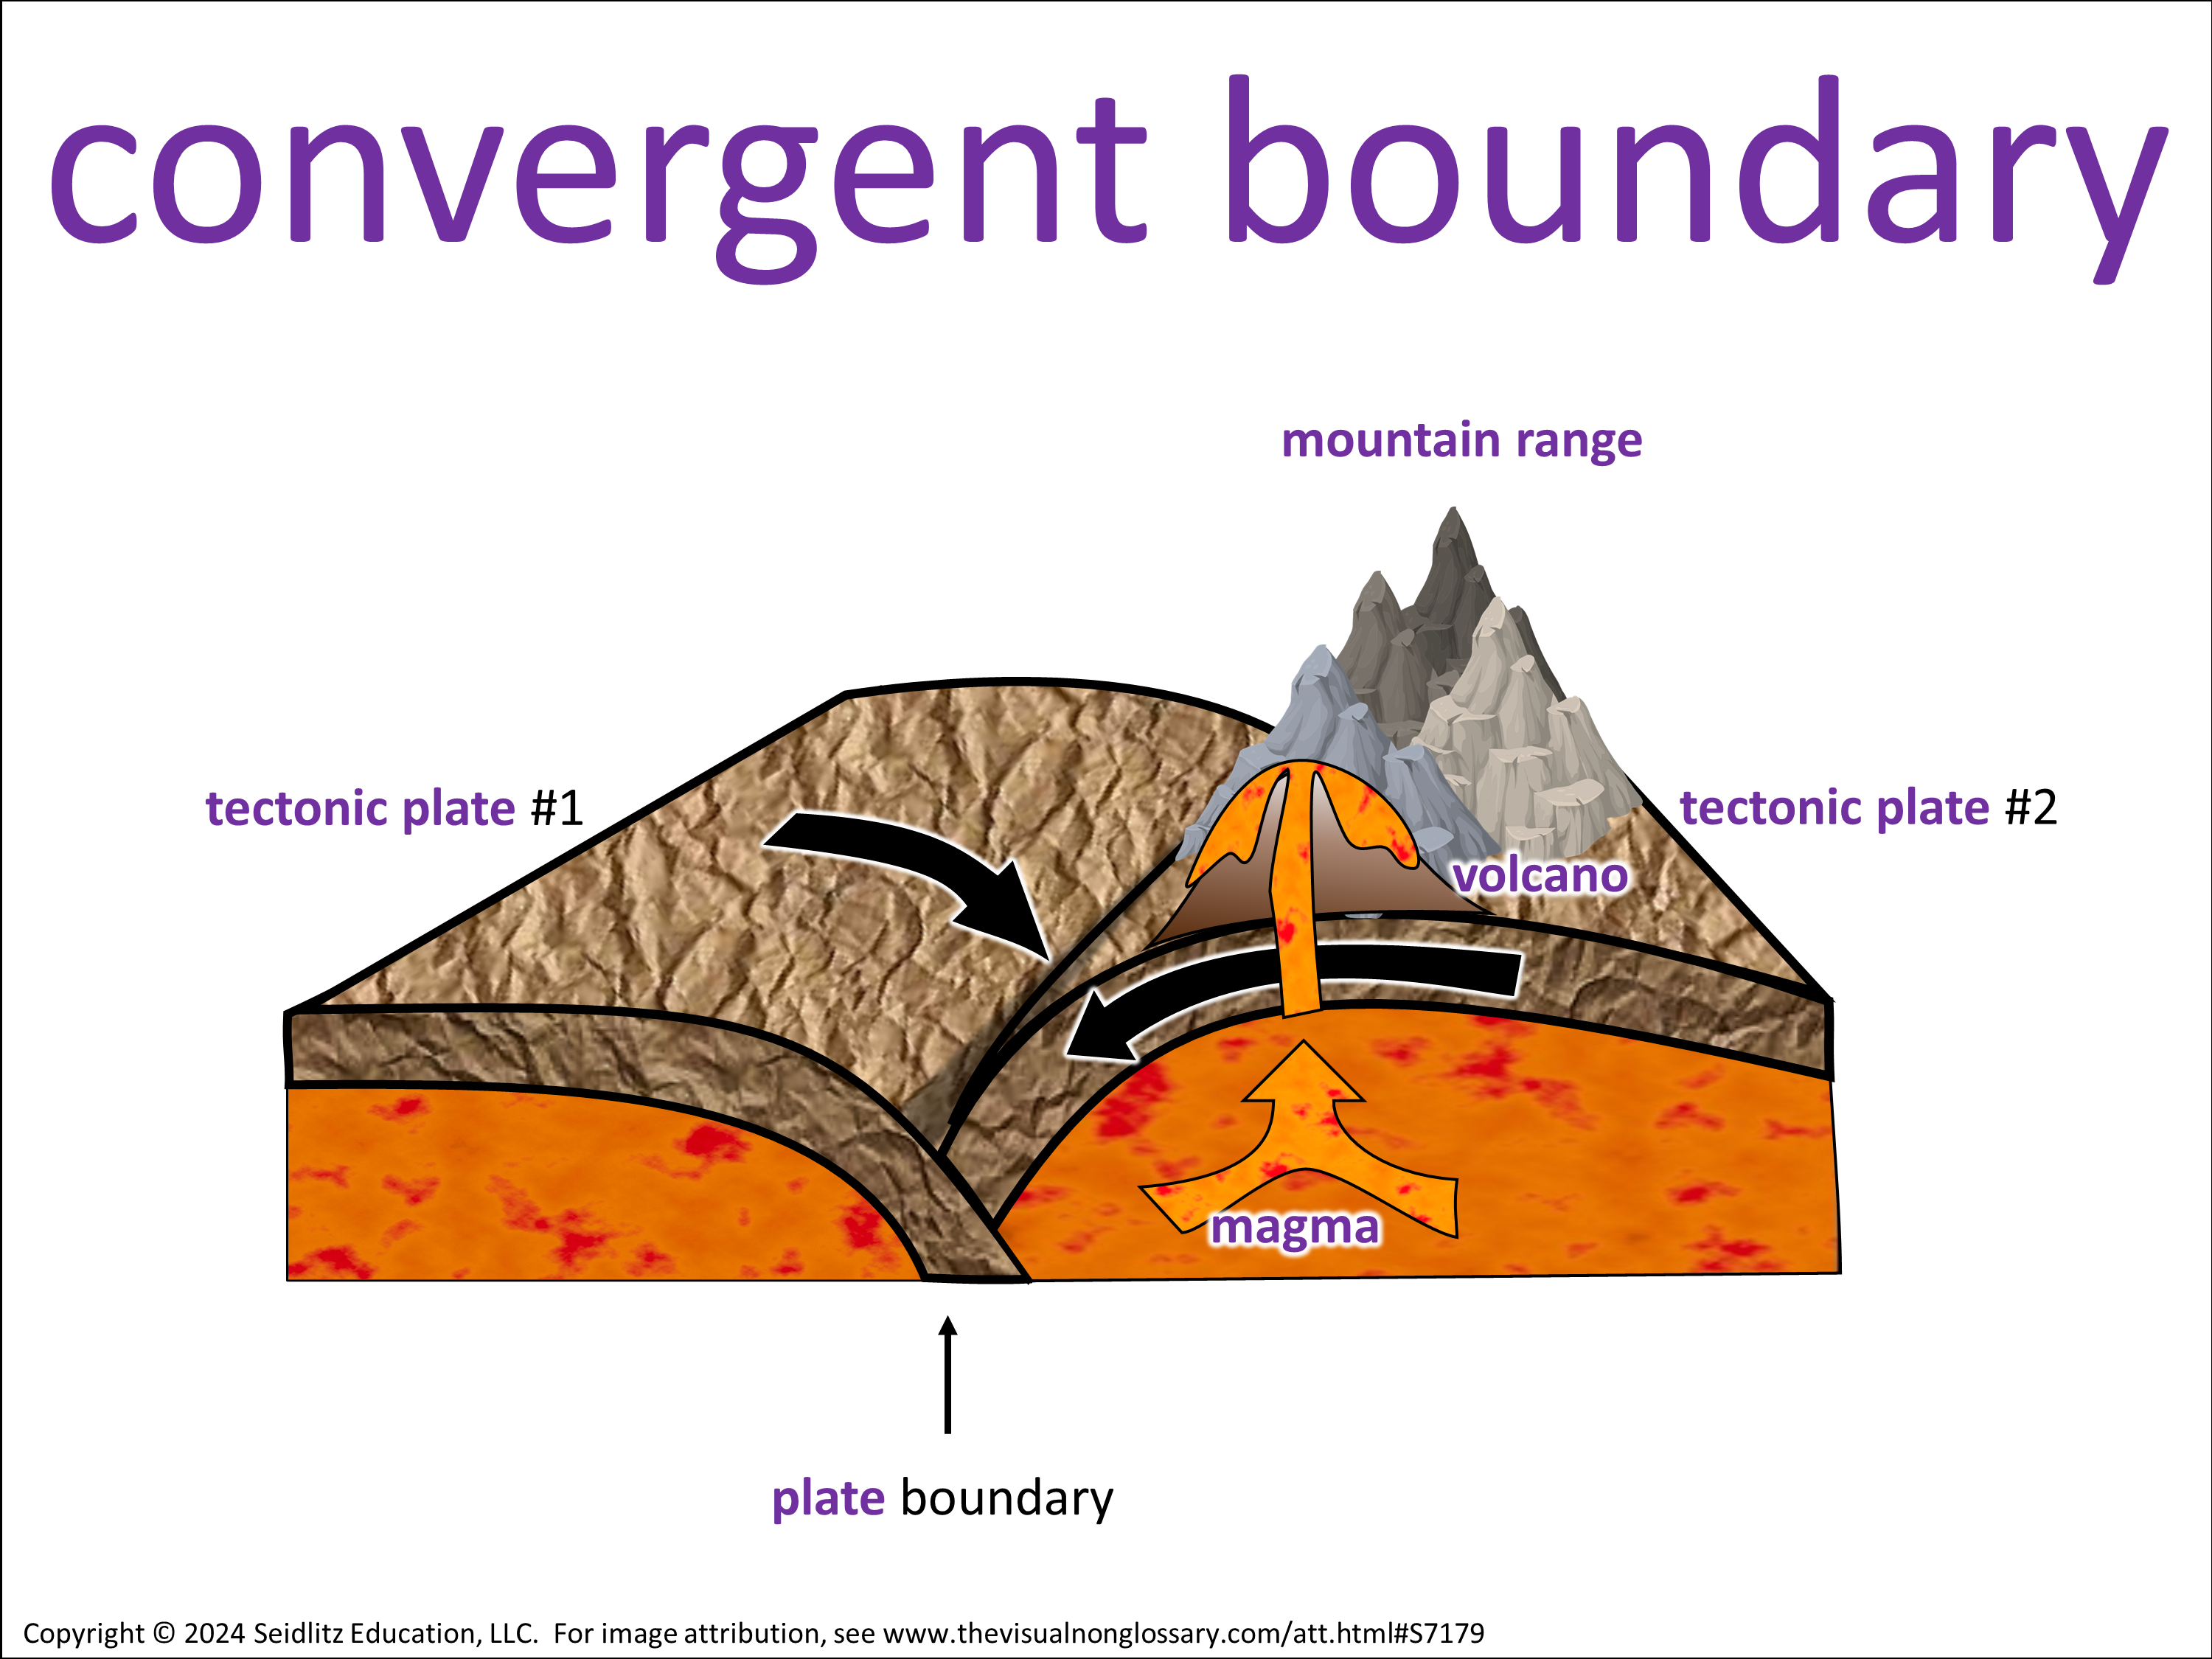 convergent boundary
mountain range
tectonic plate #1
tectonic plate #2
volcano
magma
plate boundary
Copyright © 2024 Seidlitz Education, LLC.  For image attribution, see www.thevisualnonglossary.com/att.html#S7179